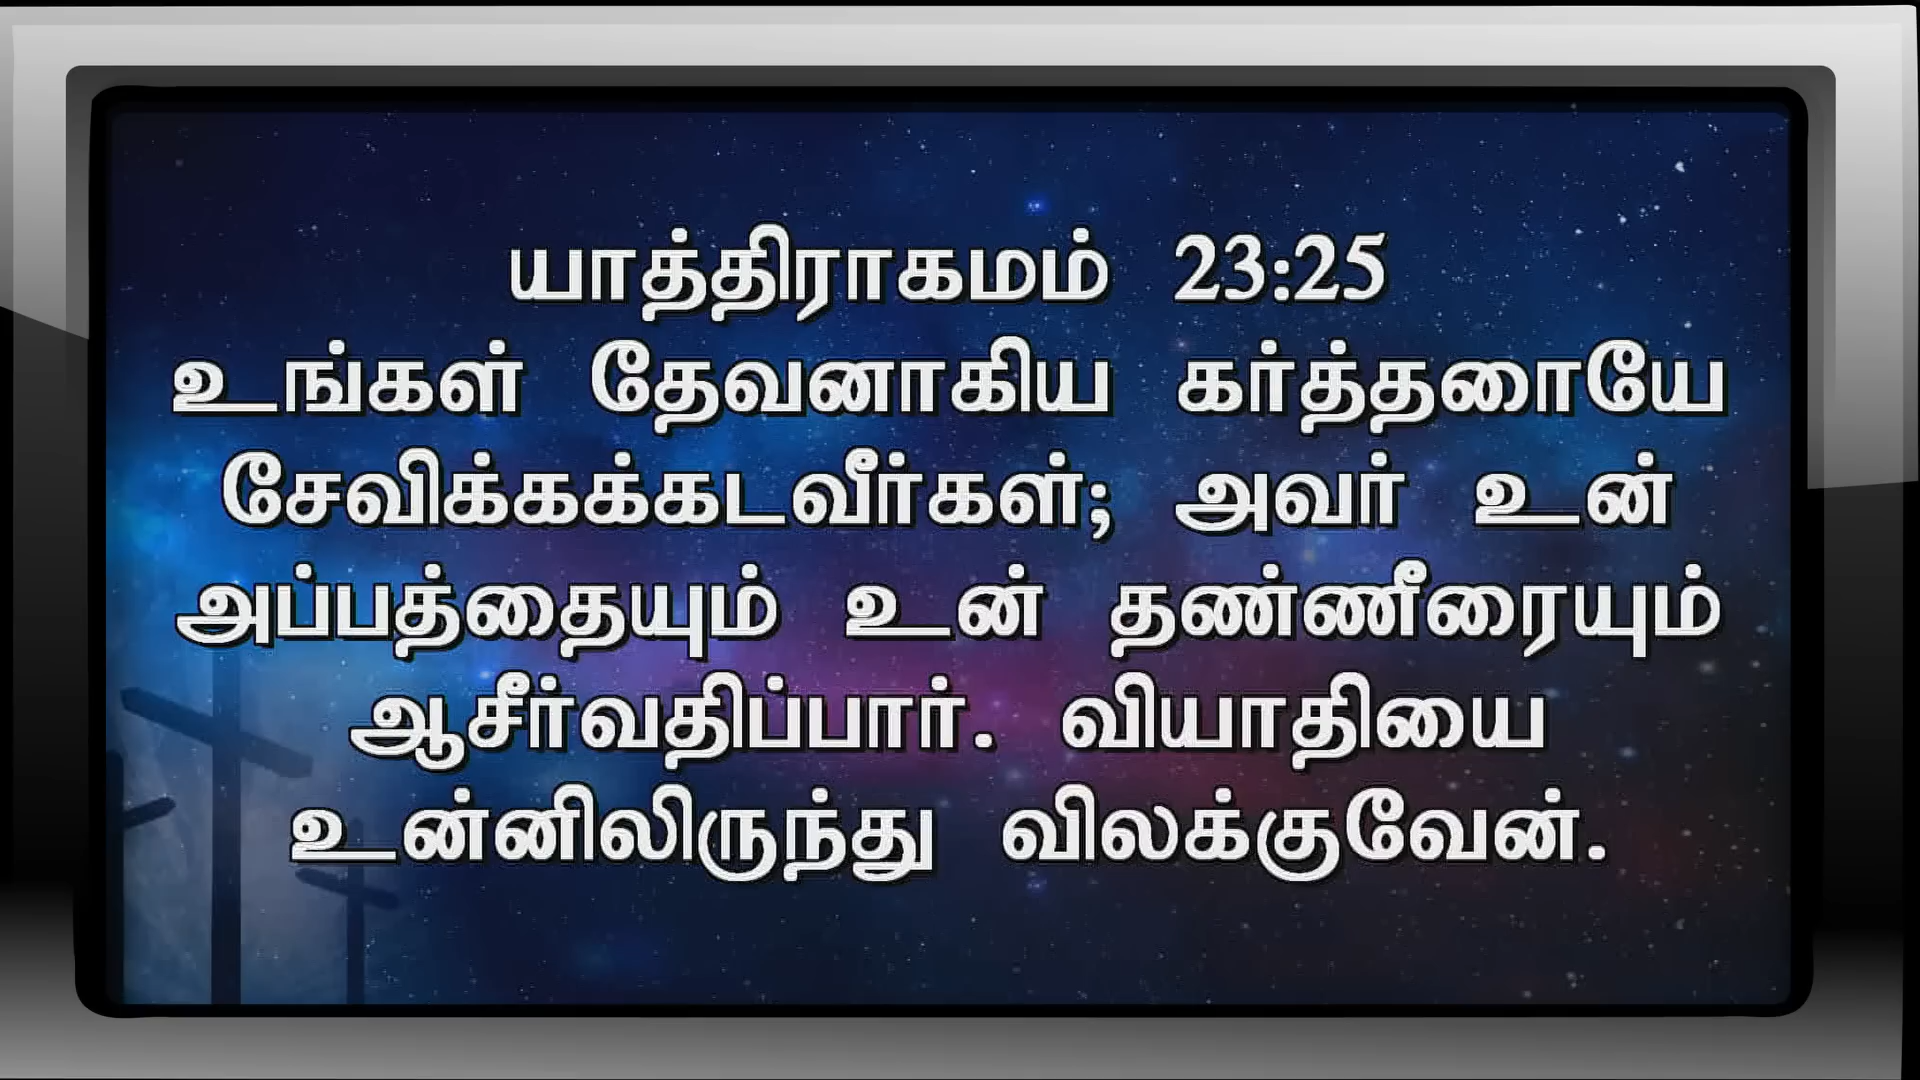 யாத்திராகமம் 23:25
உங்கள் தேவனாகிய கர்த்தரையே
சேவிக்கக்கடவீர்கள்; அவர் உன்
அப்பத்தையும் உன் தண்ணீரையும்
ஆசீர்வதிப்பார். வியாதியை
உன்னிலிருந்து விலக்குவேன்.